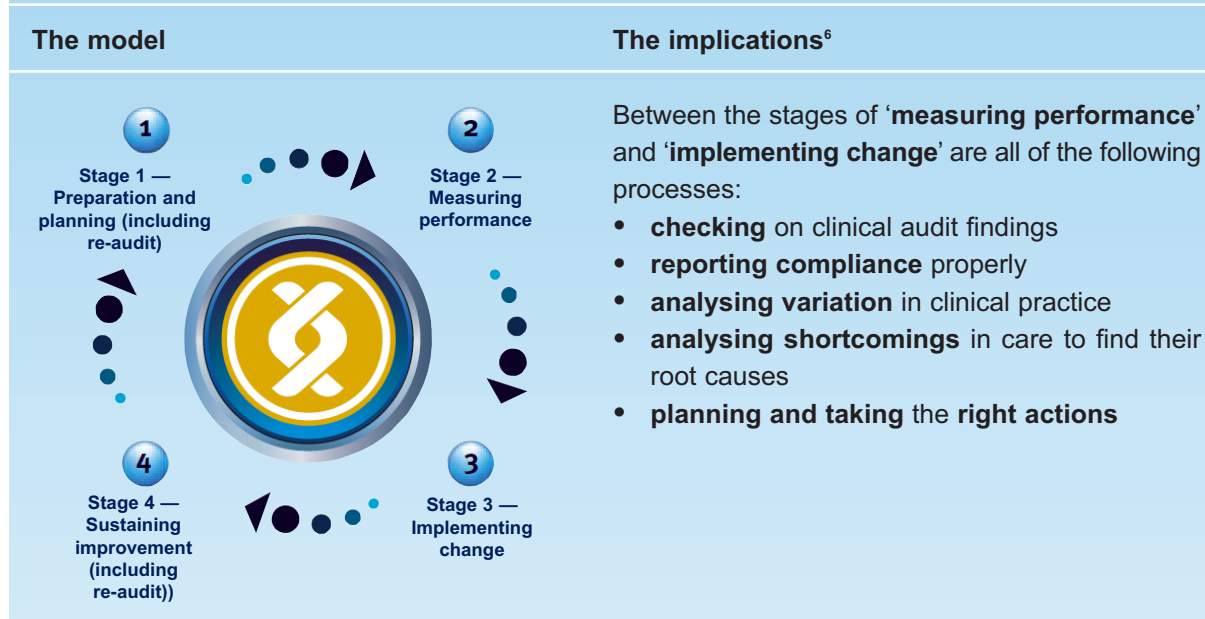 The model
The implications⁶
1
Stage 1 —
Preparation and
planning (including
re-audit)
2
Stage 2 —
Measuring
performance
3
Stage 3 —
Implementing
change
4
Stage 4 —
Sustaining
improvement
(including
re-audit))
Between the stages of ‘measuring performance’
and ‘implementing change’ are all of the following
processes:
• checking on clinical audit findings
• reporting compliance properly
• analysing variation in clinical practice
• analysing shortcomings in care to find their
root causes
• planning and taking the right actions